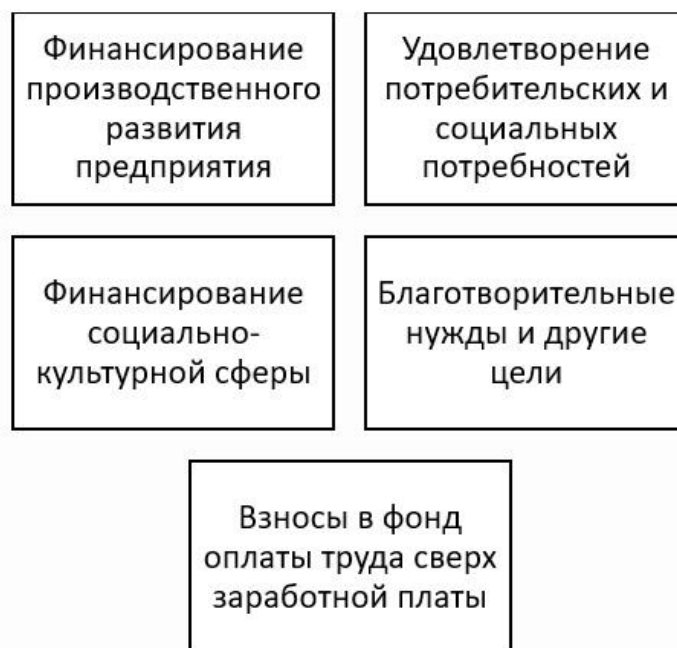 Финансирование
производственного
развития
предприятия
Удовлетворение
потребительских и
социальных
потребностей
Финансирование
социально-
культурной сферы
Благотворительные
нужды и другие
цели
Взносы в фонд
оплаты труда сверх
заработной платы